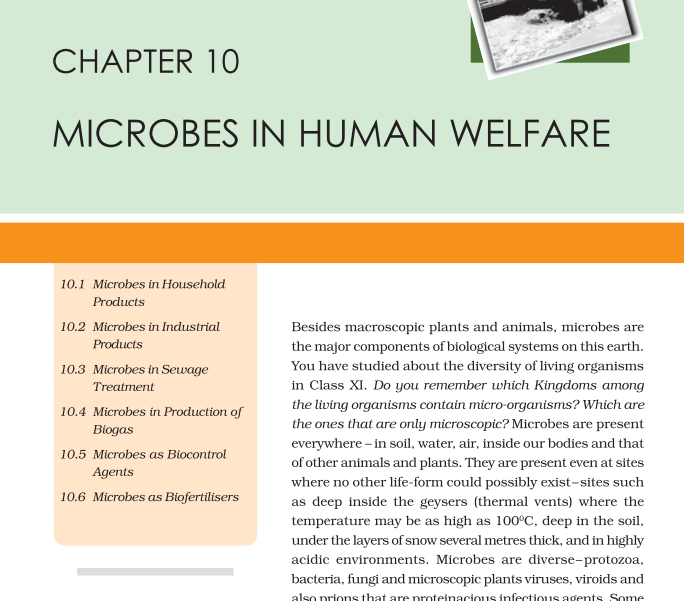 CHAPTER 10
MICROBES IN HUMAN WELFARE
10.1 Microbes in Household
Products
10.2 Microbes in Industrial
Products
10.3 Microbes in Sewage
Treatment
10.4 Microbes in Production of
Biogas
10.5 Microbes as Biocontrol
Agents
10.6 Microbes as Biofertilisers
Besides macroscopic plants and animals, microbes are
the major components of biological systems on this earth.
You have studied about the diversity of living organisms
in Class XI. Do you remember which Kingdoms among
the living organisms contain micro-organisms? Which are
the ones that are only microscopic? Microbes are present
everywhere – in soil, water, air, inside our bodies and that
of other animals and plants. They are present even at sites
where no other life-form could possibly exist–sites such
as deep inside the geysers (thermal vents) where the
temperature may be as high as 100⁰C, deep in the soil,
under the layers of snow several metres thick, and in highly
acidic environments. Microbes are diverse–protozoa,
bacteria, fungi and microscopic plants viruses, viroids and
also prions that are proteinacious infectious agents. Some